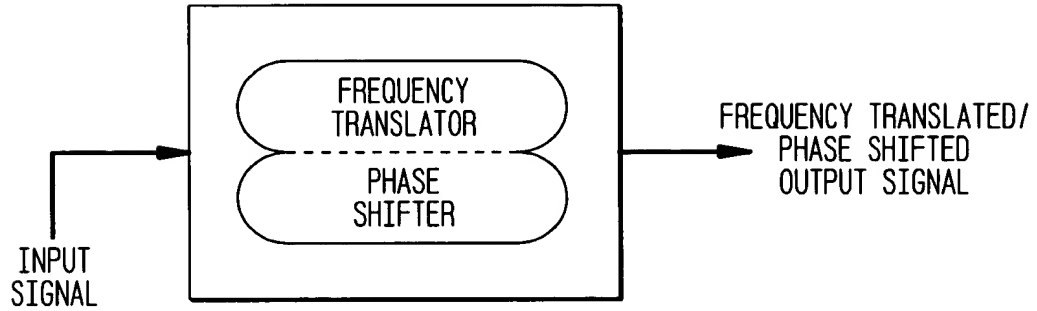 FREQUENCY
TRANSLATOR
PHASE
SHIFTER
INPUT
SIGNAL
FREQUENCY TRANSLATED/
PHASE SHIFTED
OUTPUT SIGNAL